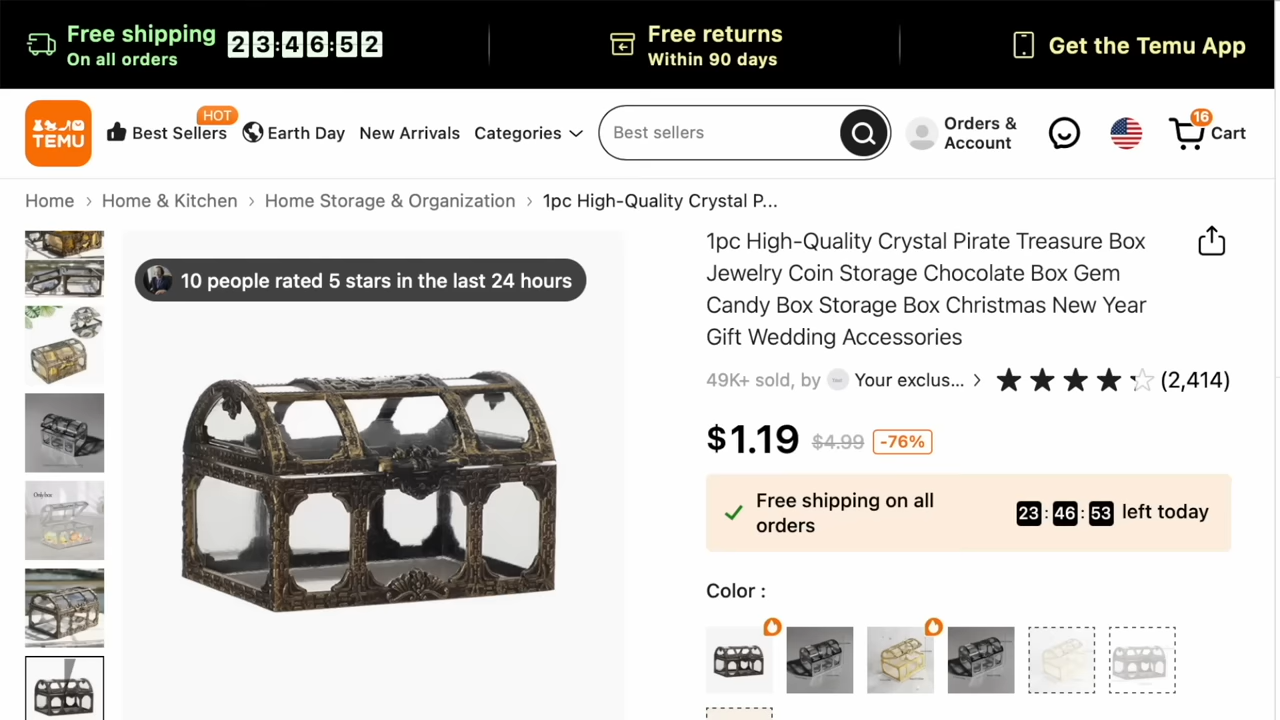 Free shipping
On all orders
23:46:52
Free returns
Within 90 days
Get the Temu App
TEMU
Best Sellers
HOT
Earth Day
New Arrivals
Categories
Best sellers
Orders &
Account
16
Cart
Home › Home & Kitchen › Home Storage & Organization › 1pc High-Quality Crystal P...
10 people rated 5 stars in the last 24 hours
Only box
1pc High-Quality Crystal Pirate Treasure Box
Jewelry Coin Storage Chocolate Box Gem
Candy Box Storage Box Christmas New Year
Gift Wedding Accessories
49K+ sold, by Your exclus... (2,414)
$1.19 $4.99 -76%
Free shipping on all
orders
23:46:53 left today
Color :